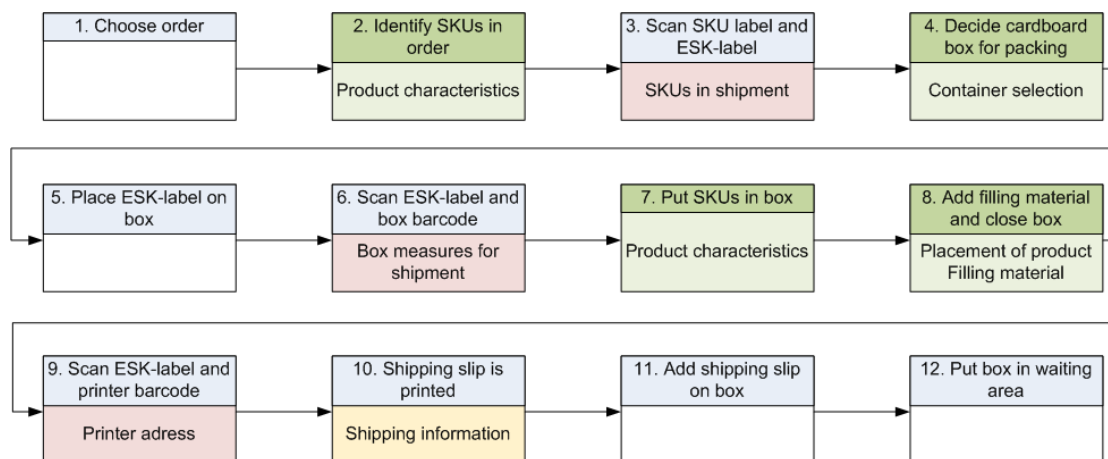 1. Choose order
2. Identify SKUs in
order
Product characteristics
3. Scan SKU label and
ESK-label
SKUs in shipment
4. Decide cardboard
box for packing
Container selection
5. Place ESK-label on
box
6. Scan ESK-label and
box barcode
Box measures for
shipment
7. Put SKUs in box
Product characteristics
8. Add filling material
and close box
Placement of product
Filling material
9. Scan ESK-label and
printer barcode
Printer adress
10. Shipping slip is
printed
Shipping information
11. Add shipping slip
on box
12. Put box in waiting
area